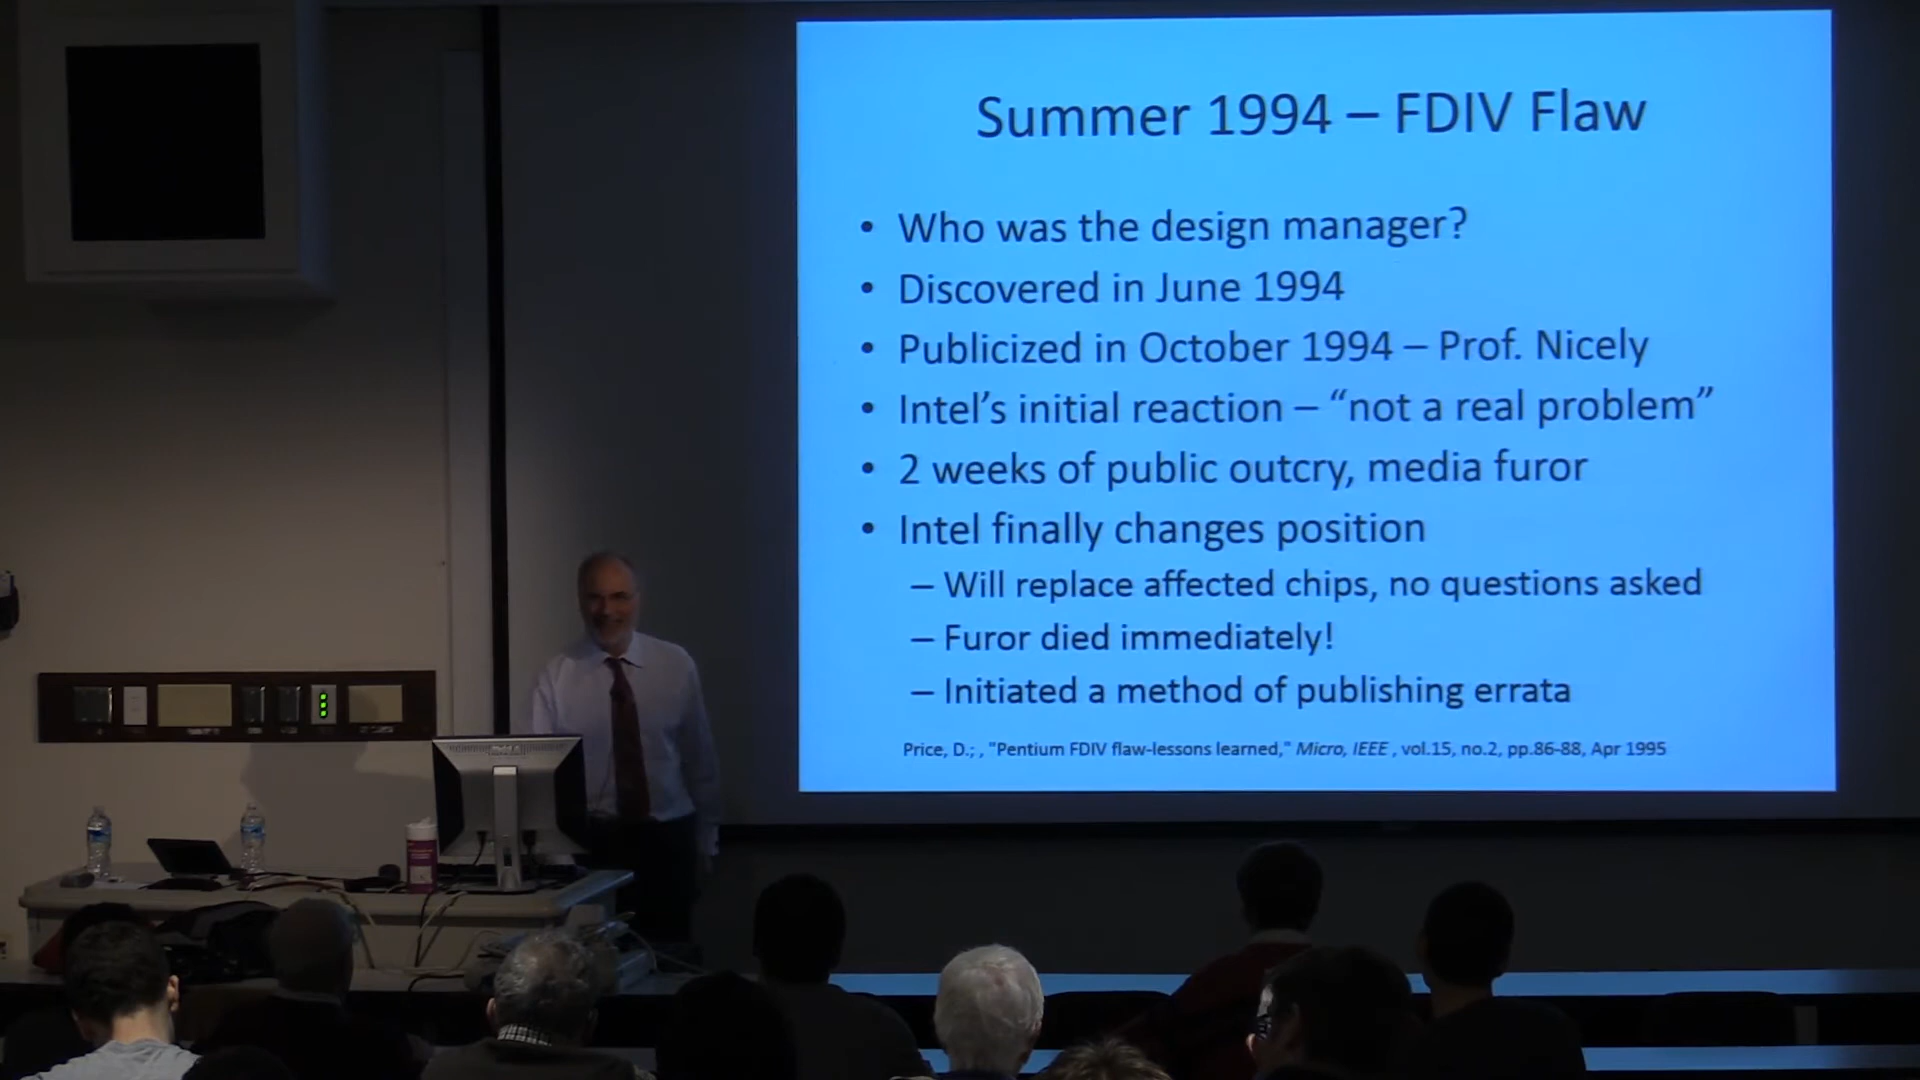 Summer 1994 – FDIV Flaw
• Who was the design manager?
• Discovered in June 1994
• Publicized in October 1994 – Prof. Nicely
• Intel's initial reaction – “not a real problem”
• 2 weeks of public outcry, media furor
• Intel finally changes position
– Will replace affected chips, no questions asked
– Furor died immediately!
– Initiated a method of publishing errata
Price, D.; , "Pentium FDIV flaw-lessons learned," Micro, IEEE , vol.15, no.2, pp.86-88, Apr 1995